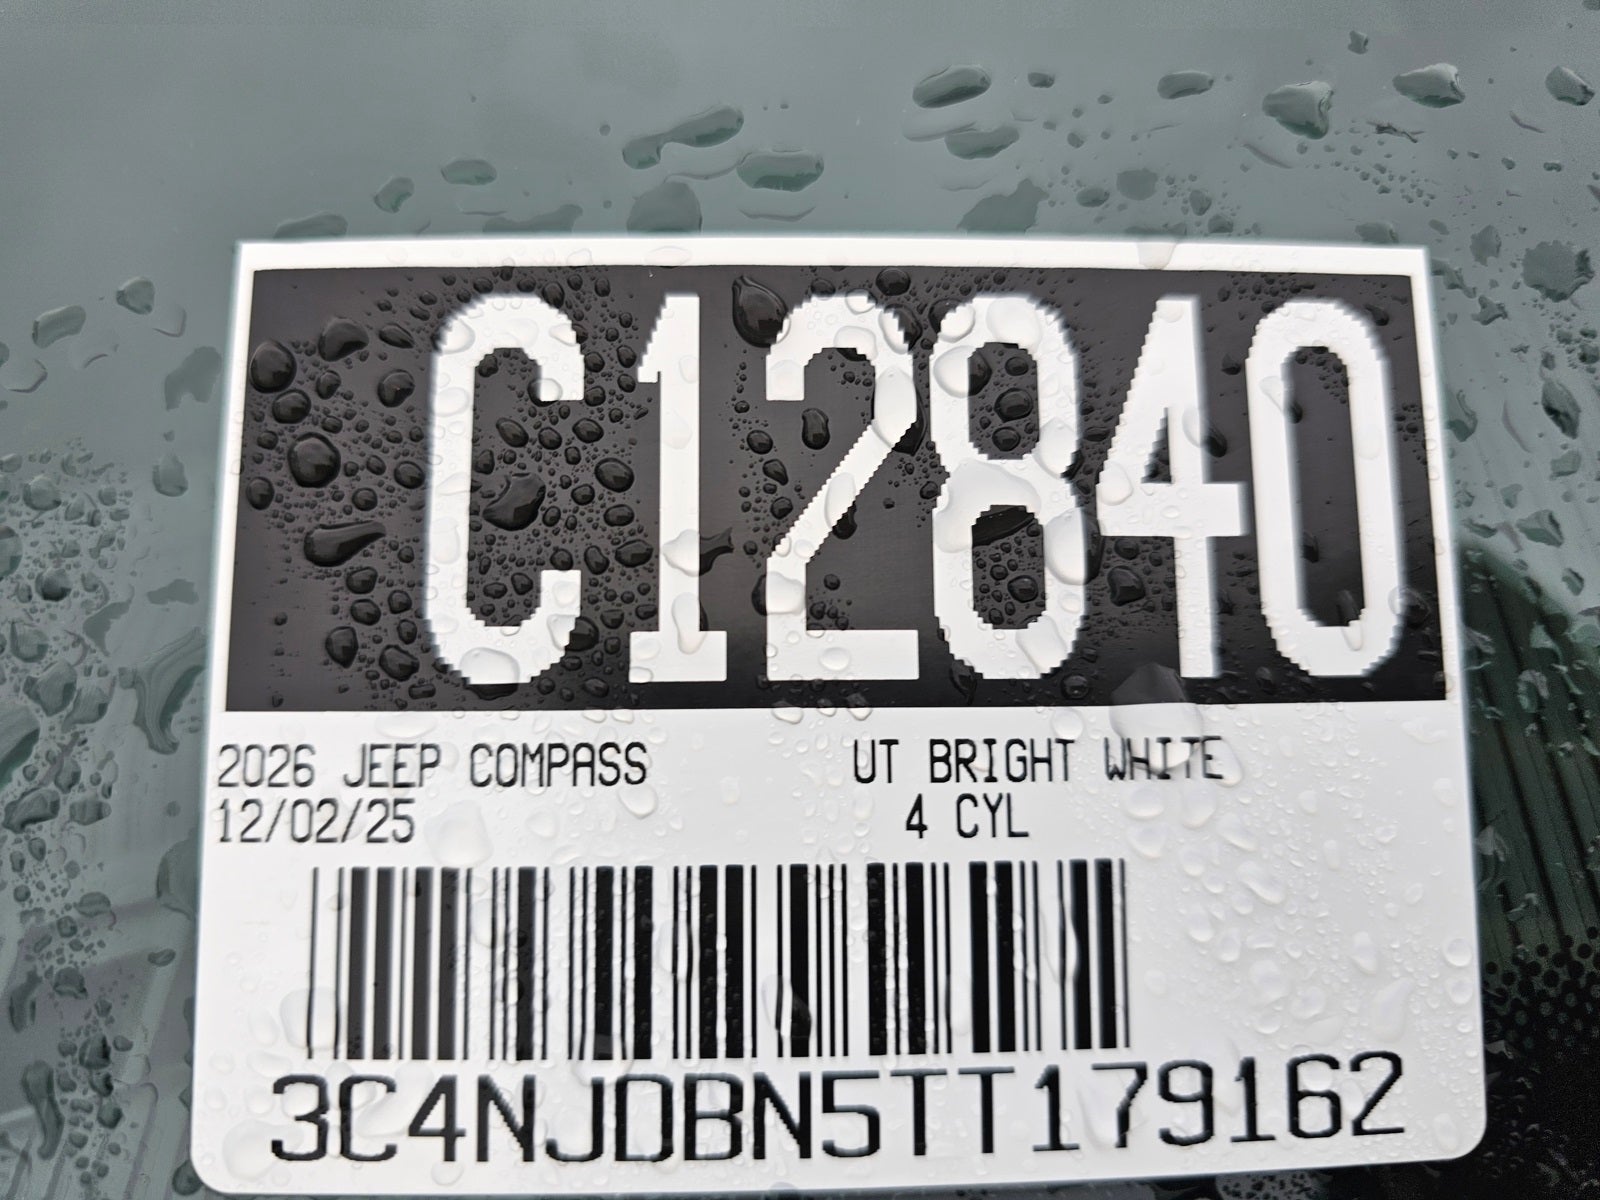 C12840
2026 JEEP COMPASS UT BRIGHT WHITE
12/02/25 4 CYL
3C4NJDBN5TT179162